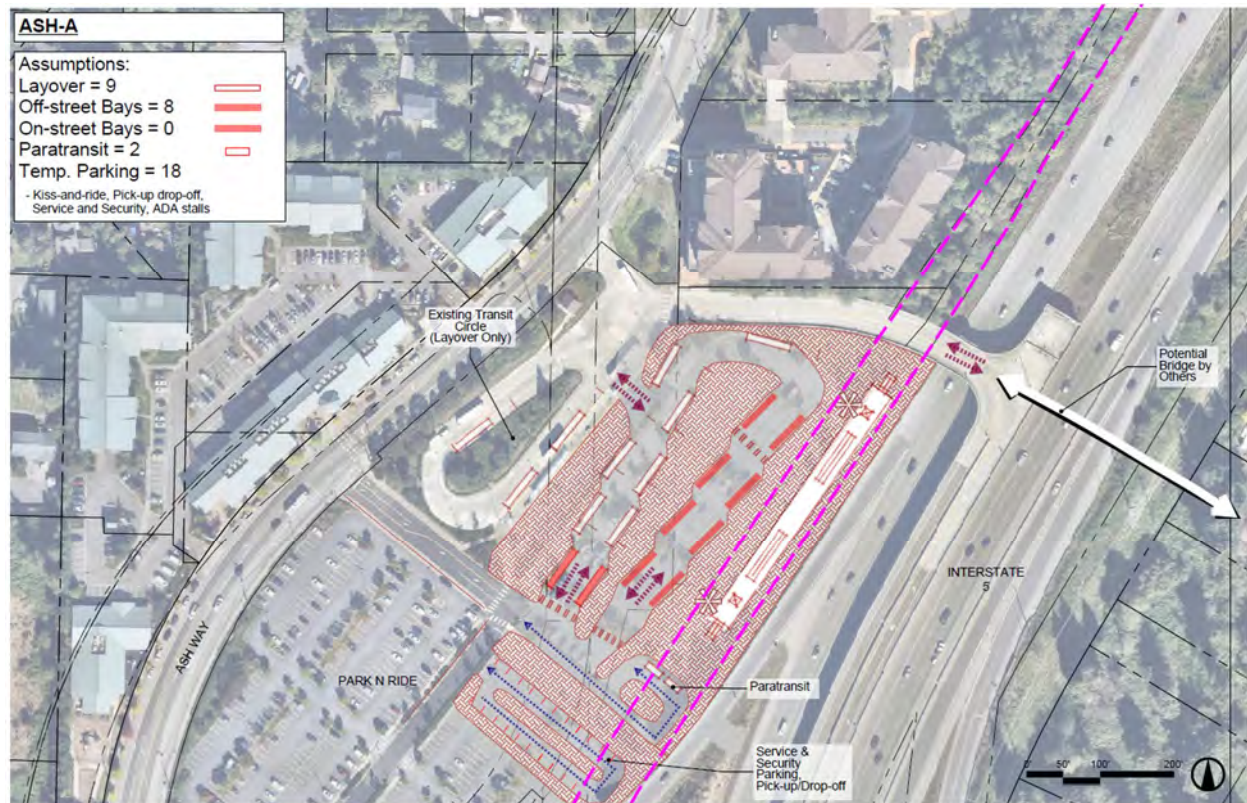 ASH-A
Assumptions:
Layover = 9
Off-street Bays = 8
On-street Bays = 0
Paratransit = 2
Temp. Parking = 18
- Kiss-and-ride, Pick-up drop-off,
Service and Security, ADA stalls
Existing Transit
Circle
(Layover Only)
Potential
Bridge by
Others
INTERSTATE
5
ASH WAY
PARK N RIDE
Paratransit
Service &
Security
Parking,
Pick-up/Drop-off
0' 50' 100' 200'